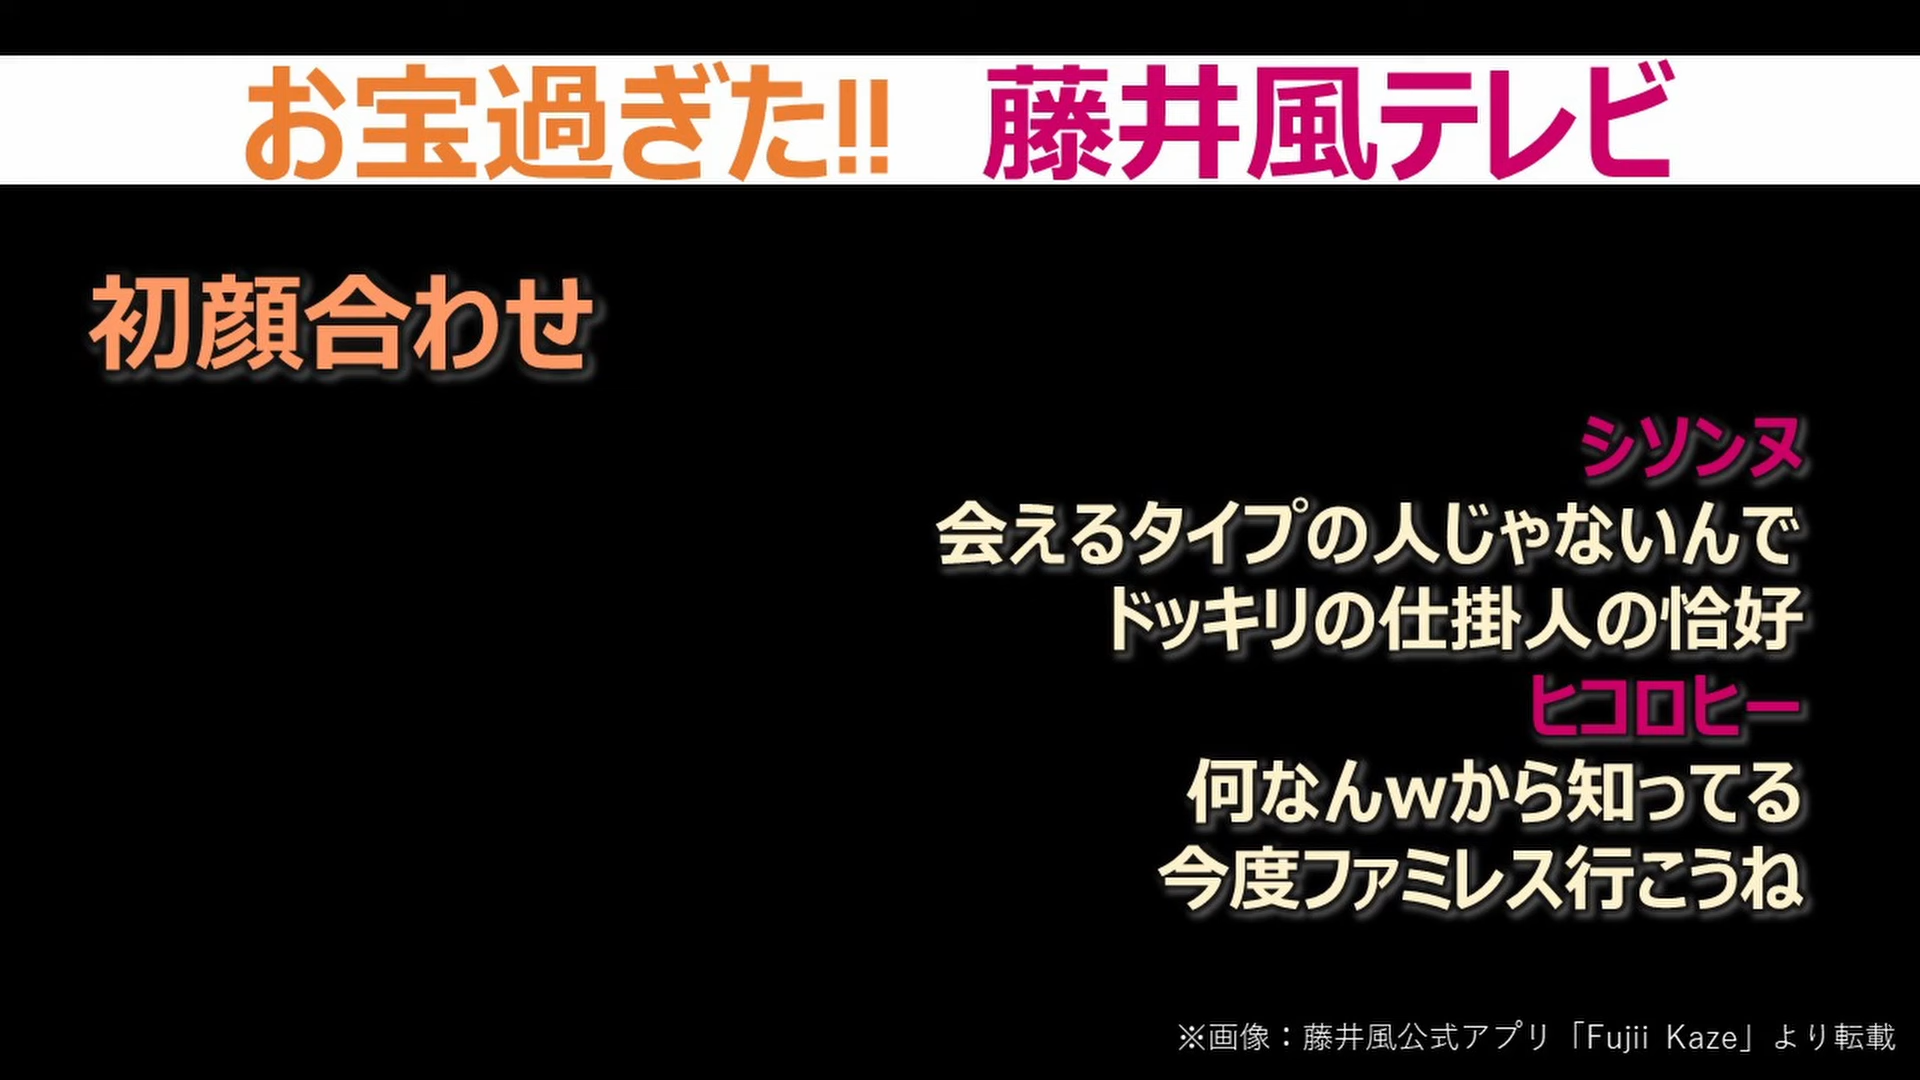 お宝過ぎた!! 藤井風テレビ
初顔合わせ
シソンヌ
会えるタイプの人じゃないんで
ドッキリの仕掛人の恰好
ヒコロヒー
何なんwから知ってる
今度ファミレス行こうね
※画像：藤井風公式アプリ「Fujii Kaze」より転載